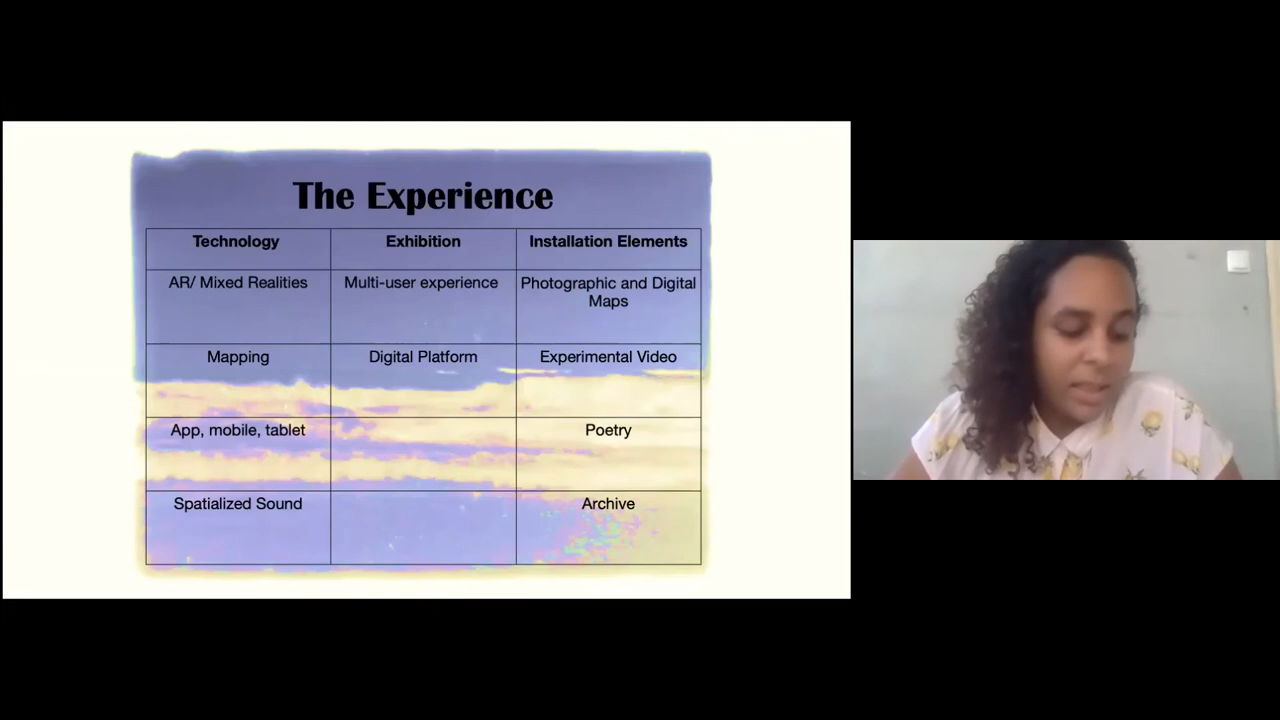 The Experience
Technology
Exhibition
Installation Elements
AR/ Mixed Realities
Multi-user experience
Photographic and Digital
Maps
Mapping
Digital Platform
Experimental Video
App, mobile, tablet
Poetry
Spatialized Sound
Archive